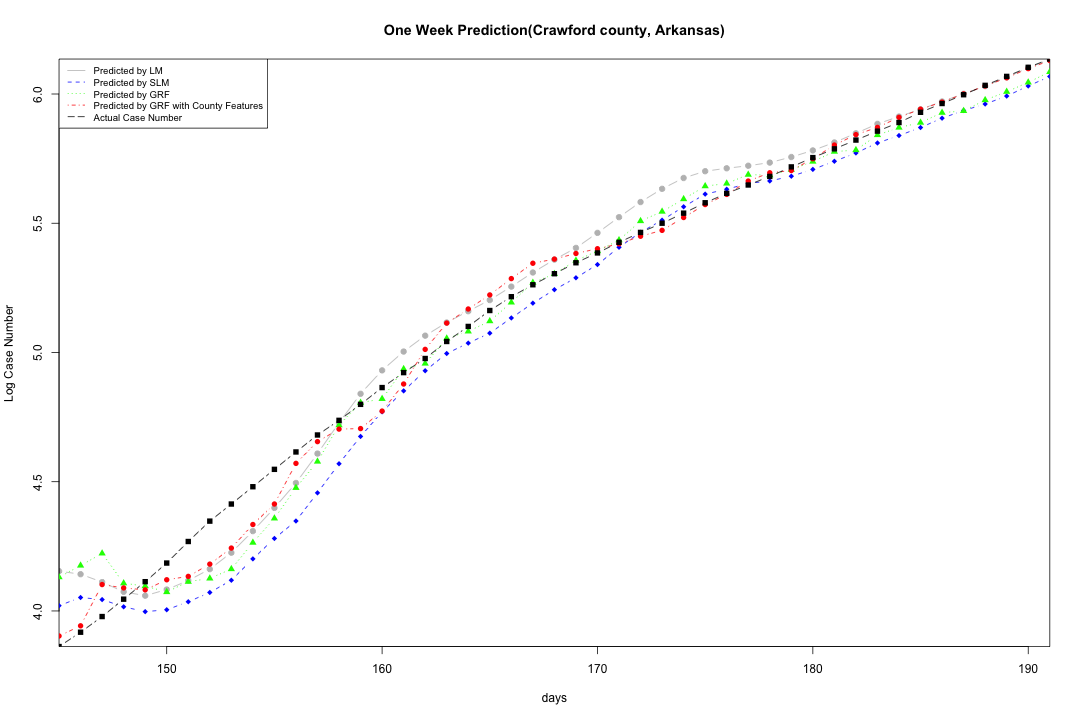 One Week Prediction(Crawford county, Arkansas)
Predicted by LM
Predicted by SLM
Predicted by GRF
Predicted by GRF with County Features
Actual Case Number
Log Case Number
6.0
5.5
5.0
4.5
4.0
150 160 170 180 190
days